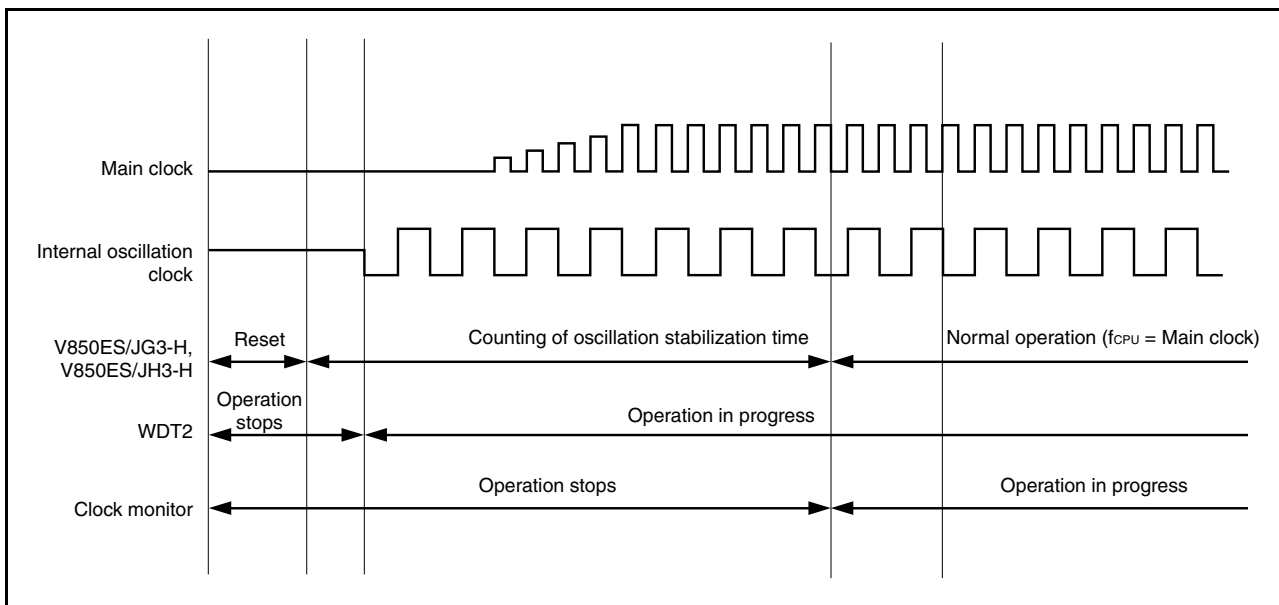 Main clock
Internal oscillation
clock
V850ES/JG3-H,
V850ES/JH3-H
Reset
Counting of oscillation stabilization time
Normal operation (fCPU = Main clock)
WDT2
Operation
stops
Operation in progress
Clock monitor
Operation stops
Operation in progress